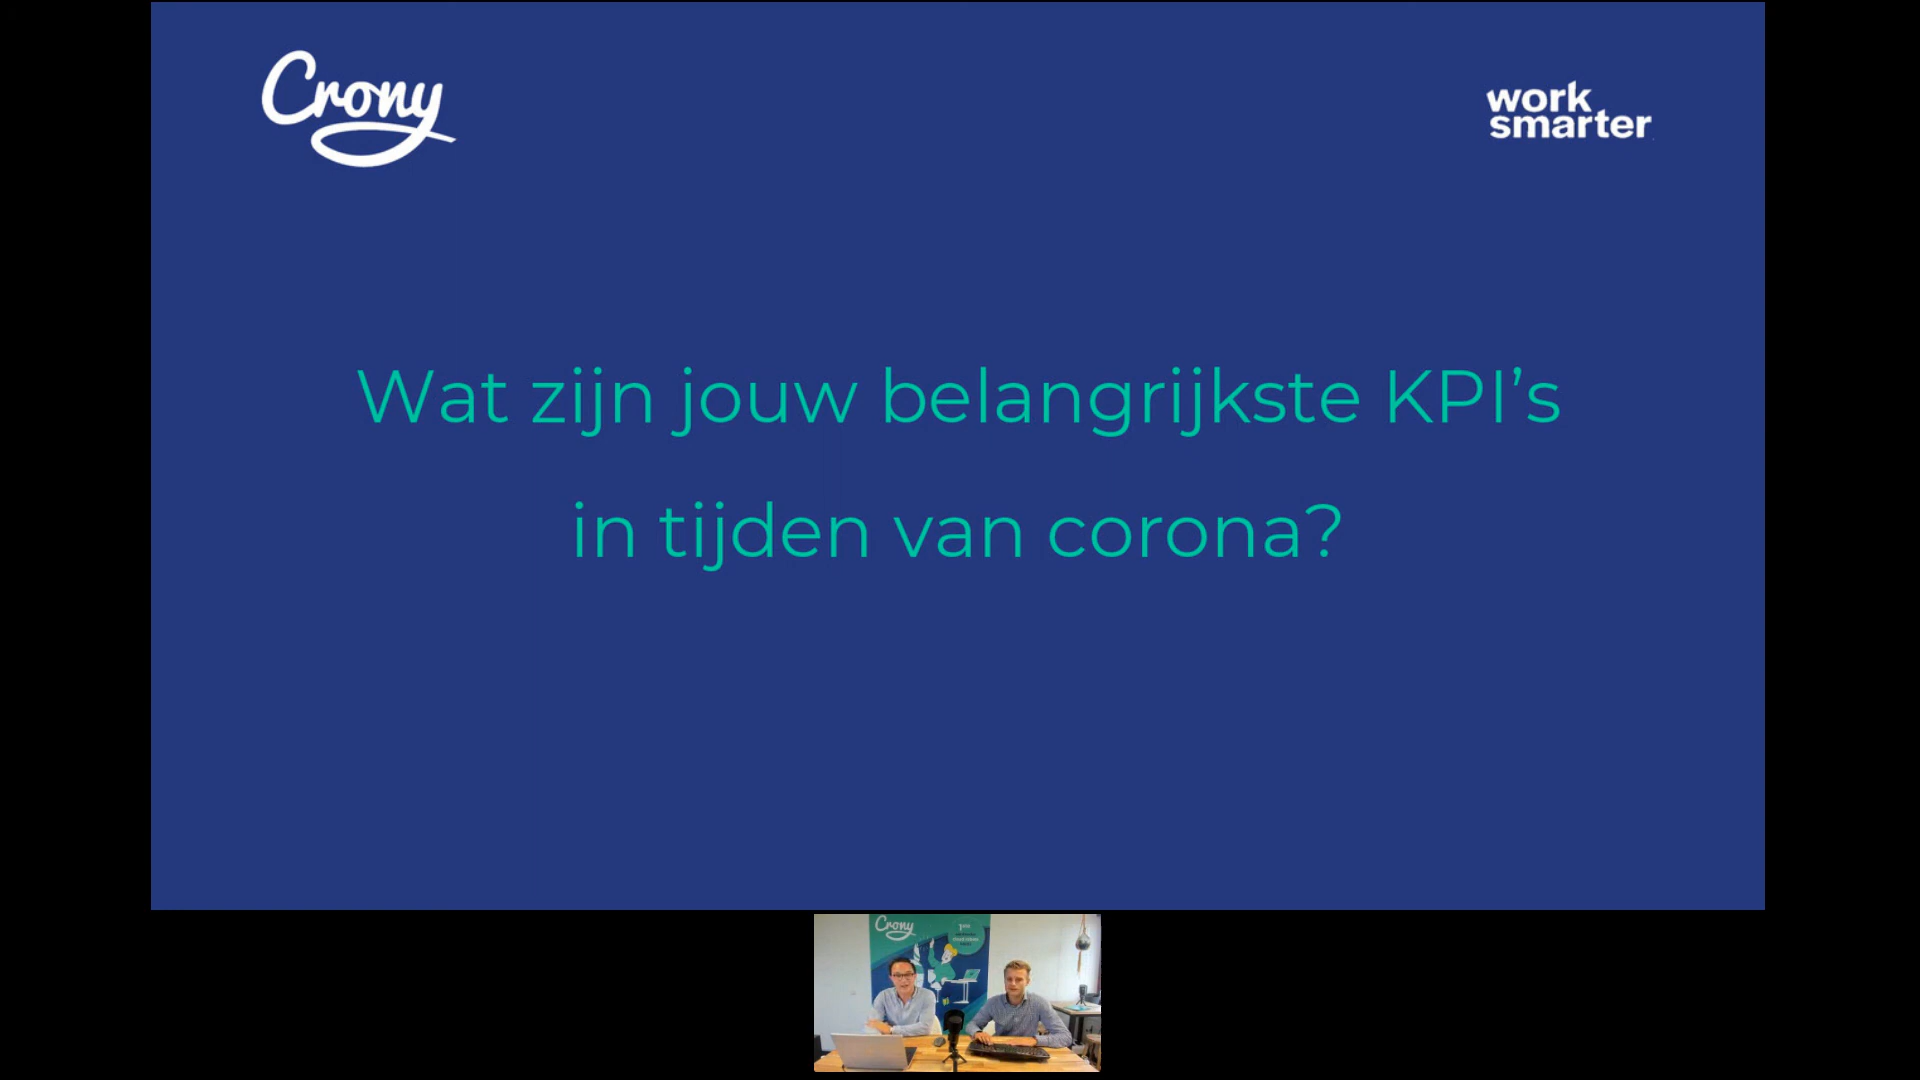 Crony
work
smarter
Wat zijn jouw belangrijkste KPI’s
in tijden van corona?
Crony